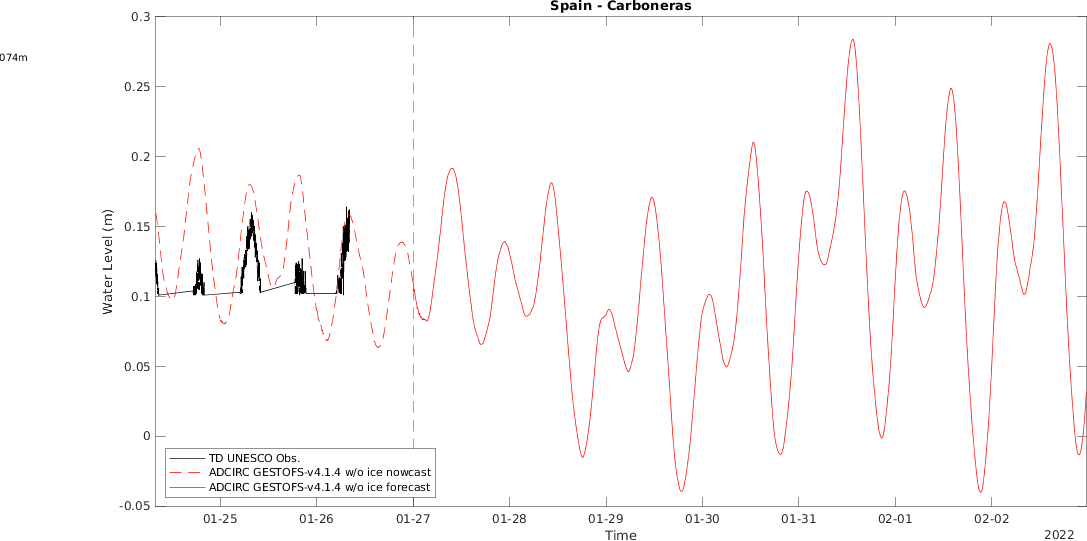 Spain - Carboneras
074m
0.3
0.25
0.2
0.15
0.1
0.05
0
-0.05
Water Level (m)
TD UNESCO Obs.
ADCIRC GESTOFS-v4.1.4 w/o ice nowcast
ADCIRC GESTOFS-v4.1.4 w/o ice forecast
01-25 01-26 01-27 01-28 01-29 01-30 01-31 02-01 02-02
Time
2022